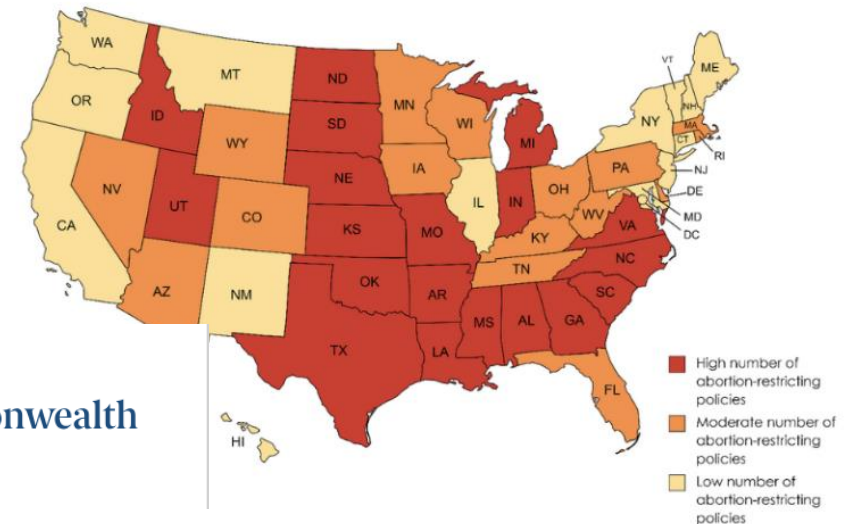 WA
MT
ND
OR
ID
SD
MN
WI
MI
WY
NE
IA
NV
UT
CO
KS
MO
IL
IN
OH
PA
NY
VT
ME
NH
MA
CT
RI
NJ
DE
MD
DC
WV
VA
KY
CA
AZ
NM
OK
AR
TN
NC
SC
TX
LA
MS
AL
GA
FL
HI
onwealth
High number of
abortion-restricting
policies
Moderate number of
abortion-restricting
policies
Low number of
abortion-restricting
policies